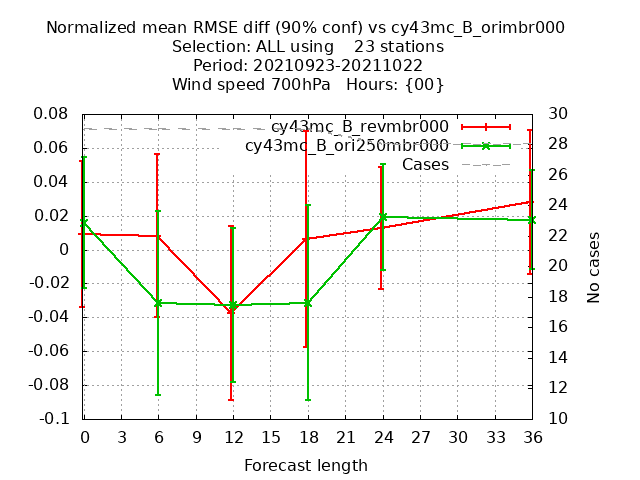 Normalized mean RMSE diff (90% conf) vs cy43mc_B_orimbr000
Selection: ALL using    23 stations
Period: 20210923-20211022
Wind speed 700hPa   Hours: {00}
cy43mc_B_revmbr000
cy43mc_B_ori250mbr000
Cases
0.08
0.06
0.04
0.02
0
-0.02
-0.04
-0.06
-0.08
-0.1
30
28
26
24
22
20
18
16
14
12
10
No cases
0 3 6 9 12 15 18 21 24 27 30 33 36
Forecast length